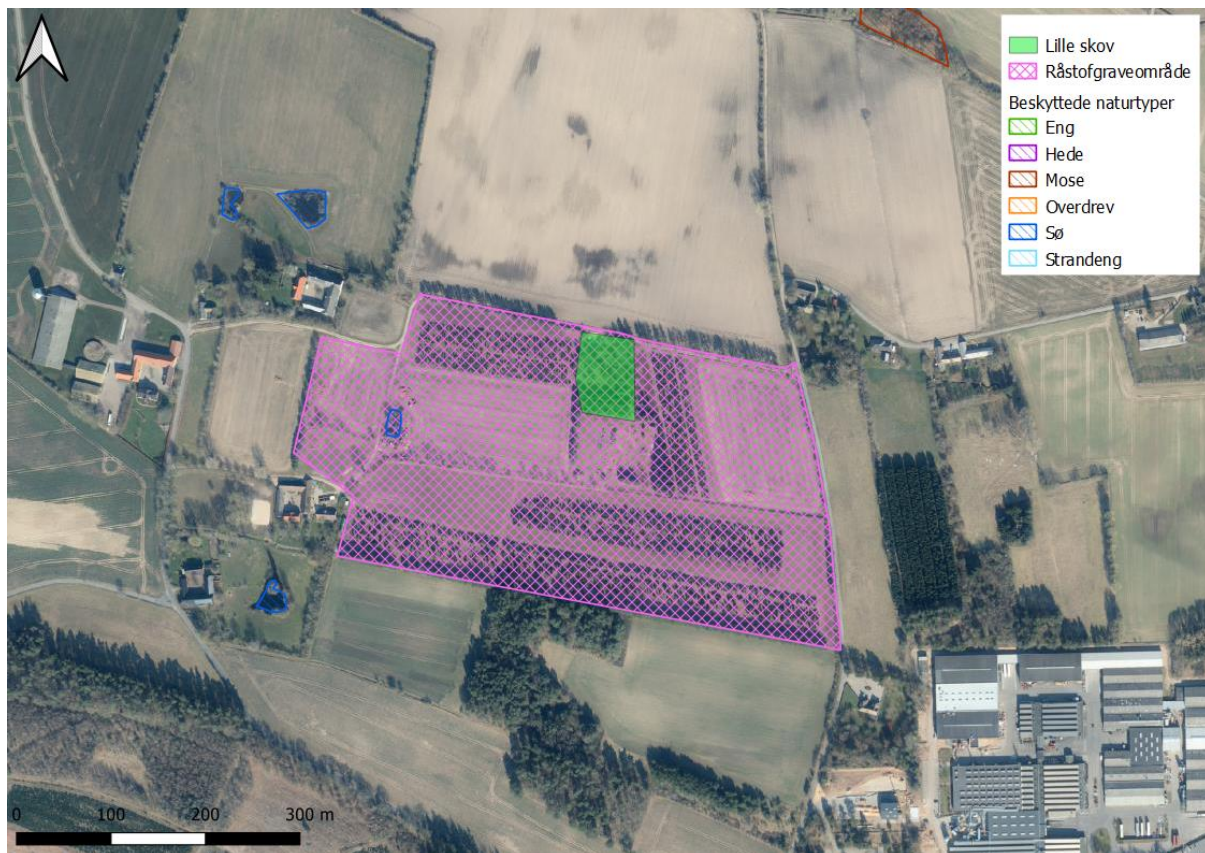 Lille skov
Råstofgraveområde
Beskyttede naturtyper
Eng
Hede
Mose
Overdrev
Sø
Strandeng
0 100 200 300 m